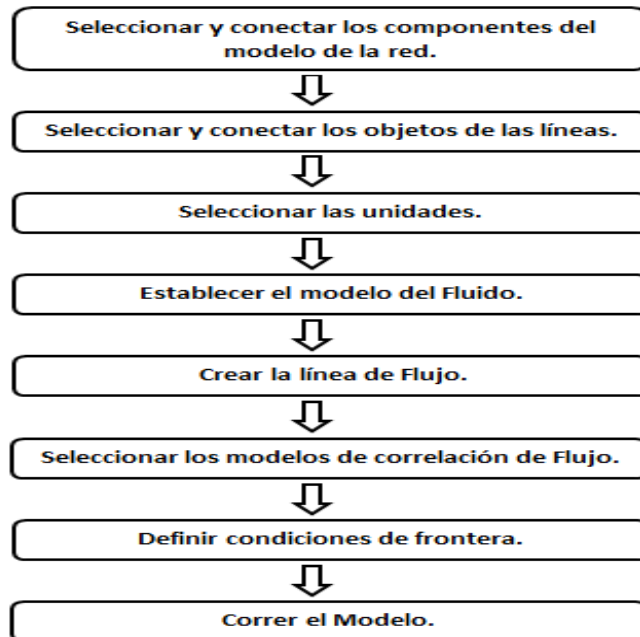 Seleccionar y conectar los componentes del
modelo de la red.
Seleccionar y conectar los objetos de las líneas.
Seleccionar las unidades.
Establecer el modelo del Fluido.
Crear la línea de Flujo.
Seleccionar los modelos de correlación de Flujo.
Definir condiciones de frontera.
Correr el Modelo.